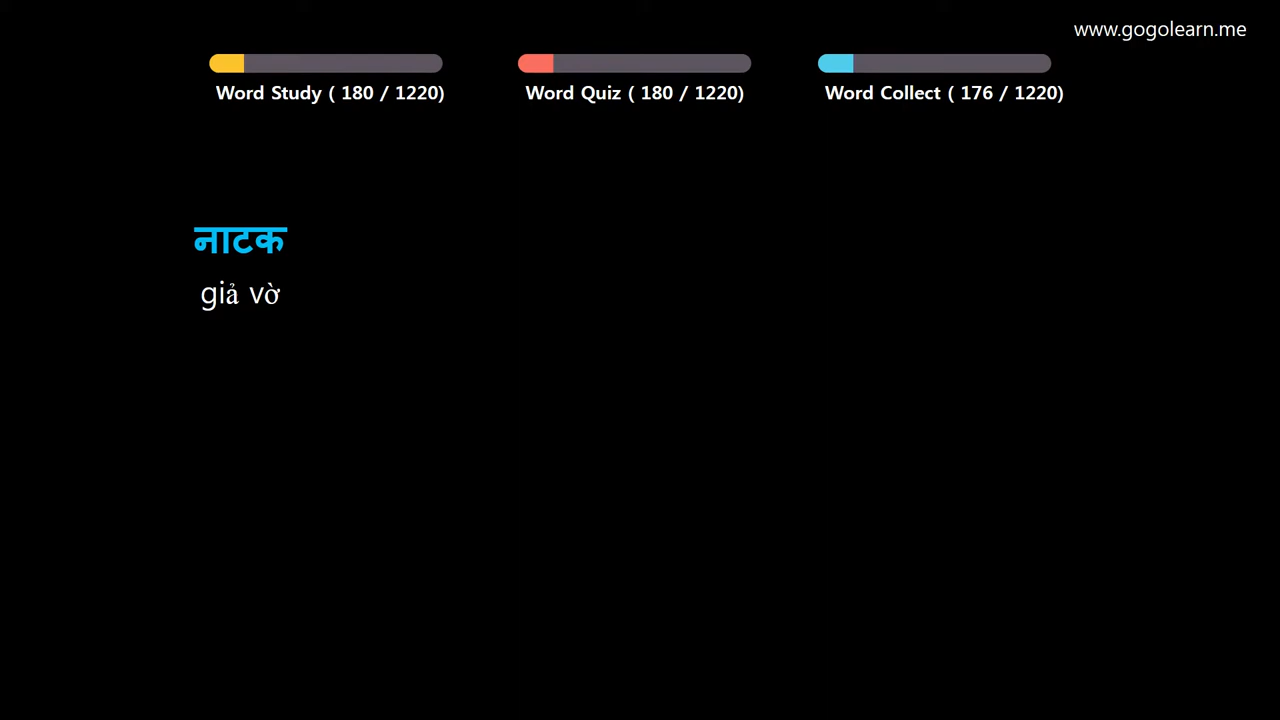 www.gogolearn.me
Word Study ( 180 / 1220)
Word Quiz ( 180 / 1220)
Word Collect ( 176 / 1220)
नाटक
giả vờ